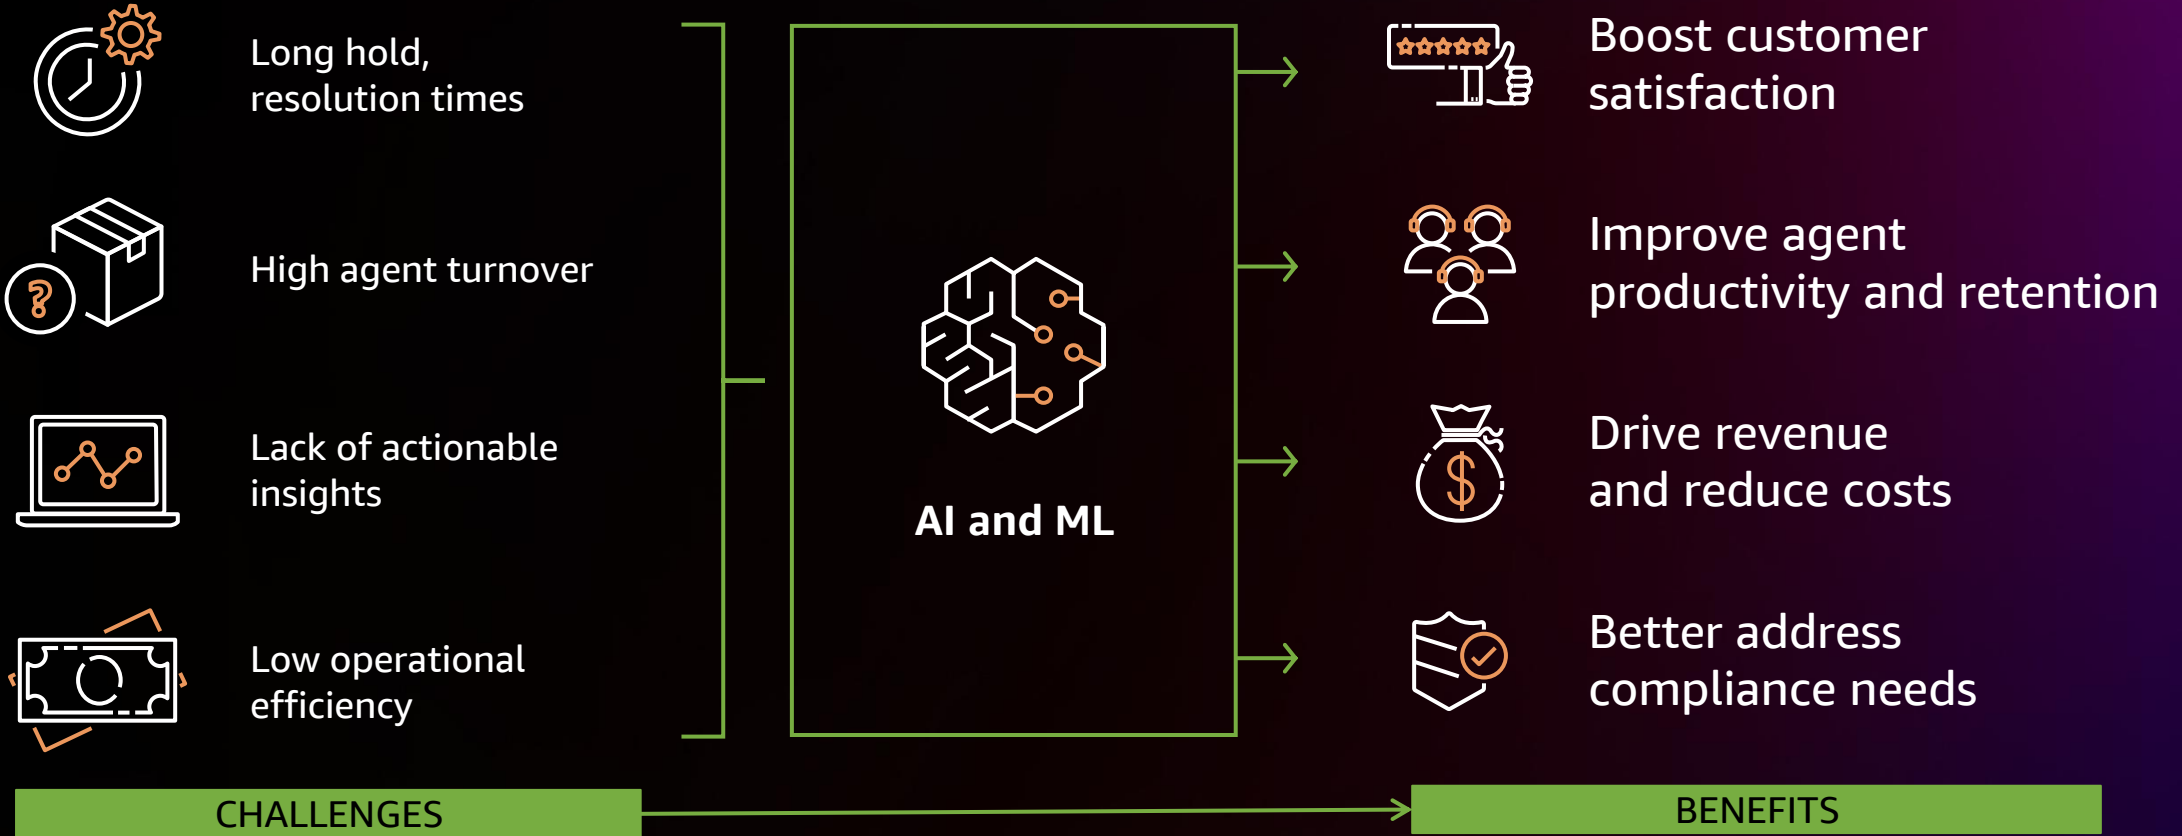 Long hold,
resolution times
High agent turnover
Lack of actionable
insights
Low operational
efficiency
AI and ML
Boost customer
satisfaction
Improve agent
productivity and retention
Drive revenue
and reduce costs
Better address
compliance needs
CHALLENGES
BENEFITS